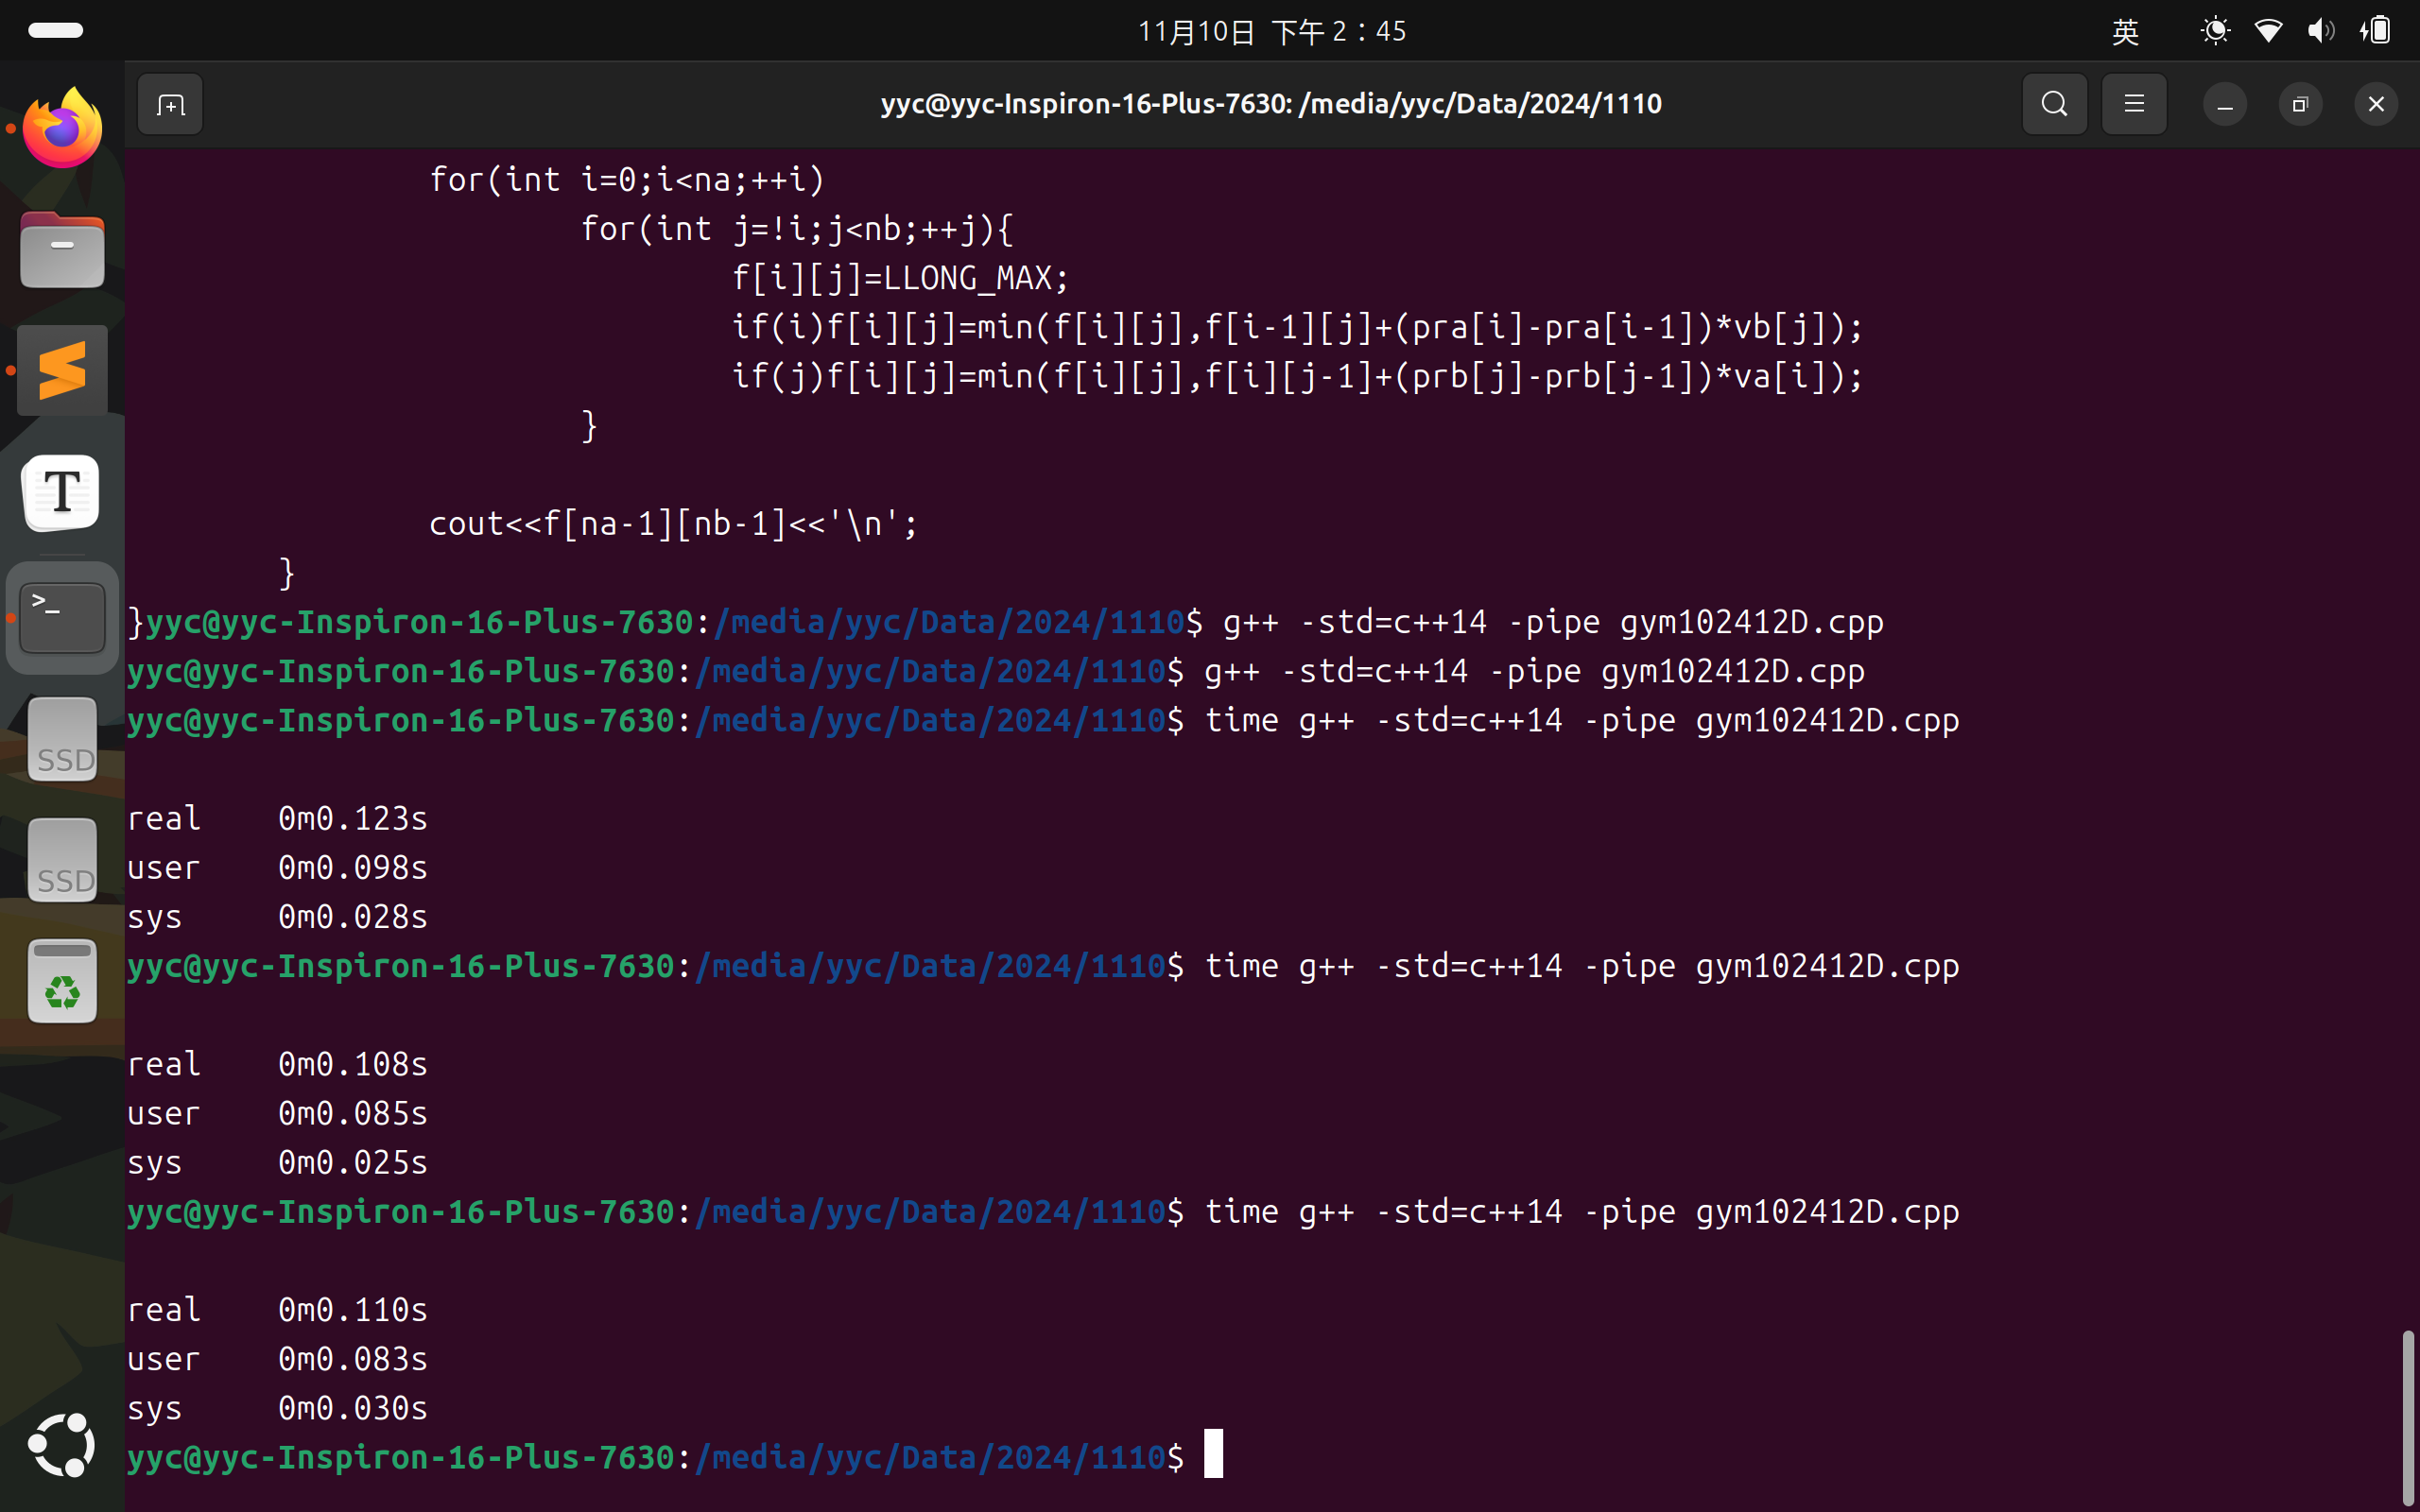 11月10日 下午 2：45
英
yyc@yyc-Inspiron-16-Plus-7630: /media/yyc/Data/2024/1110
for(int i=0;i<na;++i)
for(int j=!i;j<nb;++j){
f[i][j]=LLONG_MAX;
if(i)f[i][j]=min(f[i][j],f[i-1][j]+(pra[i]-pra[i-1])*vb[j]);
if(j)f[i][j]=min(f[i][j],f[i][j-1]+(prb[j]-prb[j-1])*va[i]);
}
cout<<f[na-1][nb-1]<<'\n';
}
}yyc@yyc-Inspiron-16-Plus-7630:/media/yyc/Data/2024/1110$ g++ -std=c++14 -pipe gym102412D.cpp
yyc@yyc-Inspiron-16-Plus-7630:/media/yyc/Data/2024/1110$ g++ -std=c++14 -pipe gym102412D.cpp
yyc@yyc-Inspiron-16-Plus-7630:/media/yyc/Data/2024/1110$ time g++ -std=c++14 -pipe gym102412D.cpp
real 0m0.123s
user 0m0.098s
sys 0m0.028s
yyc@yyc-Inspiron-16-Plus-7630:/media/yyc/Data/2024/1110$ time g++ -std=c++14 -pipe gym102412D.cpp
real 0m0.108s
user 0m0.085s
sys 0m0.025s
yyc@yyc-Inspiron-16-Plus-7630:/media/yyc/Data/2024/1110$ time g++ -std=c++14 -pipe gym102412D.cpp
real 0m0.110s
user 0m0.083s
sys 0m0.030s
yyc@yyc-Inspiron-16-Plus-7630:/media/yyc/Data/2024/1110$
T
>_
SSD
SSD